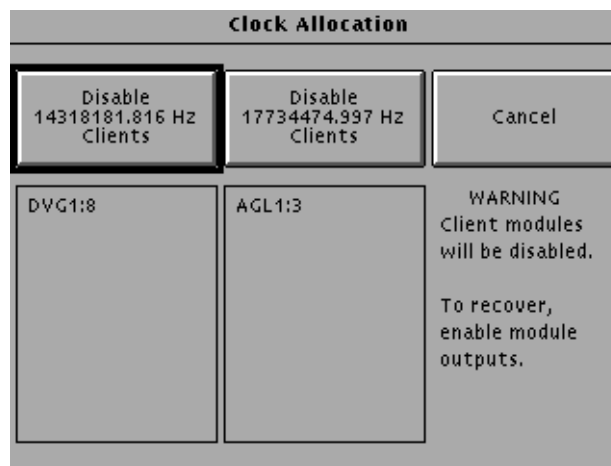 Clock Allocation
Disable
14318181.816 Hz
Clients
Disable
17734474.997 Hz
Clients
Cancel
DVG1:8
AGL1:3
WARNING
Client modules
will be disabled.
To recover,
enable module
outputs.